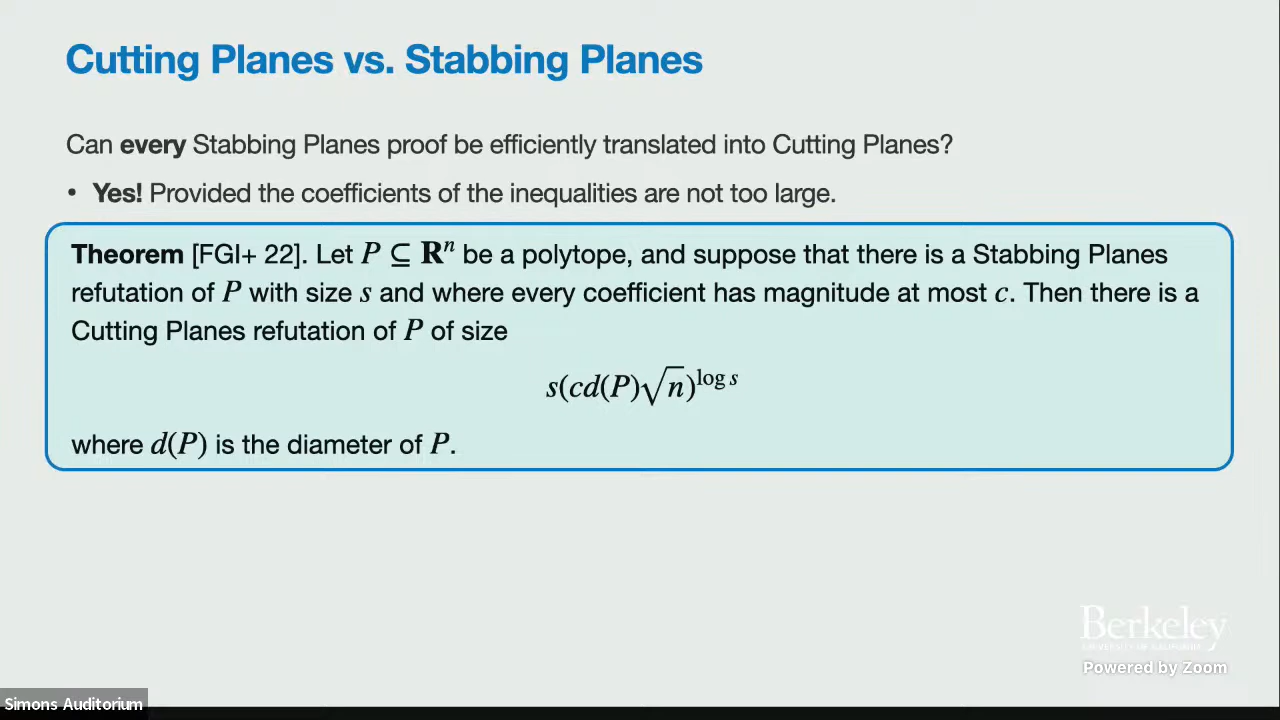 Cutting Planes vs. Stabbing Planes
Can every Stabbing Planes proof be efficiently translated into Cutting Planes?
• Yes! Provided the coefficients of the inequalities are not too large.
Theorem [FGI+ 22]. Let P ⊆ Rⁿ be a polytope, and suppose that there is a Stabbing Planes
refutation of P with size s and where every coefficient has magnitude at most c. Then there is a
Cutting Planes refutation of P of size
s(cd(P)√n)^{log s}
where d(P) is the diameter of P.
Berkeley
UNIVERSITY OF CALIFORNIA
Powered by Zoom
Simons Auditorium